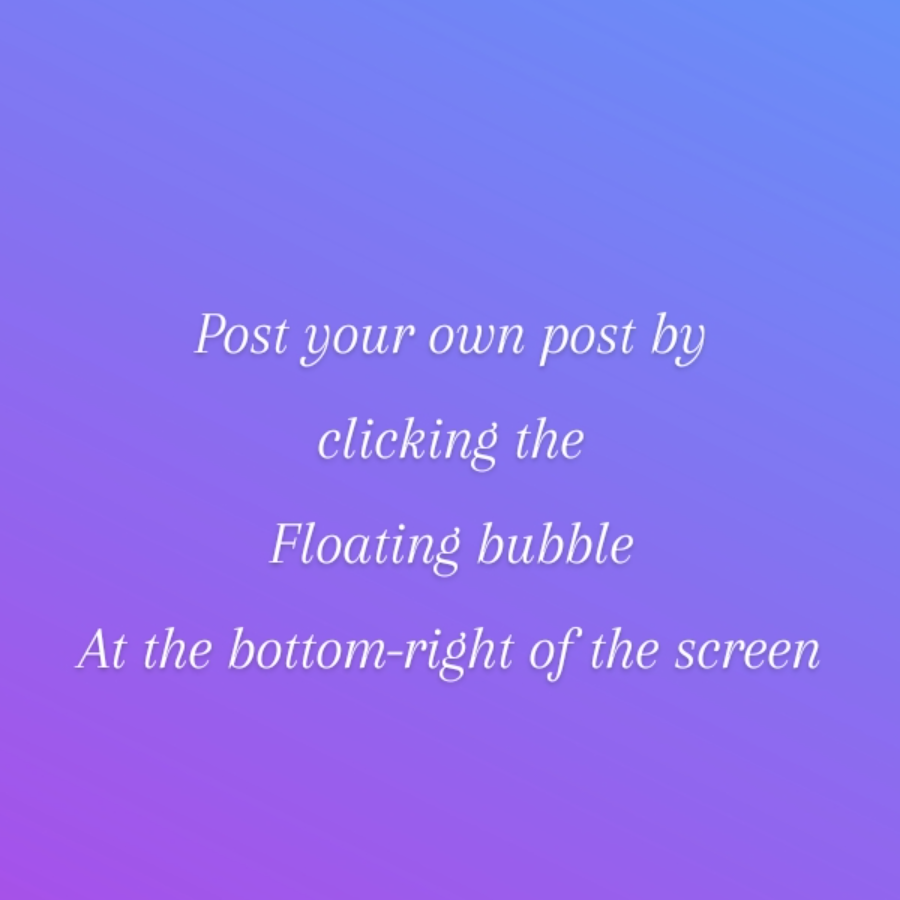 Post your own post by
clicking the
Floating bubble
At the bottom-right of the screen